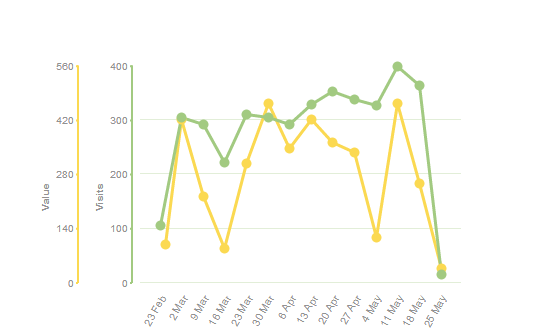 560
420
280
140
0
Value
400
300
200
100
0
Visits
23 Feb
2 Mar
9 Mar
16 Mar
23 Mar
30 Mar
6 Apr
13 Apr
20 Apr
27 Apr
4 May
11 May
18 May
25 May